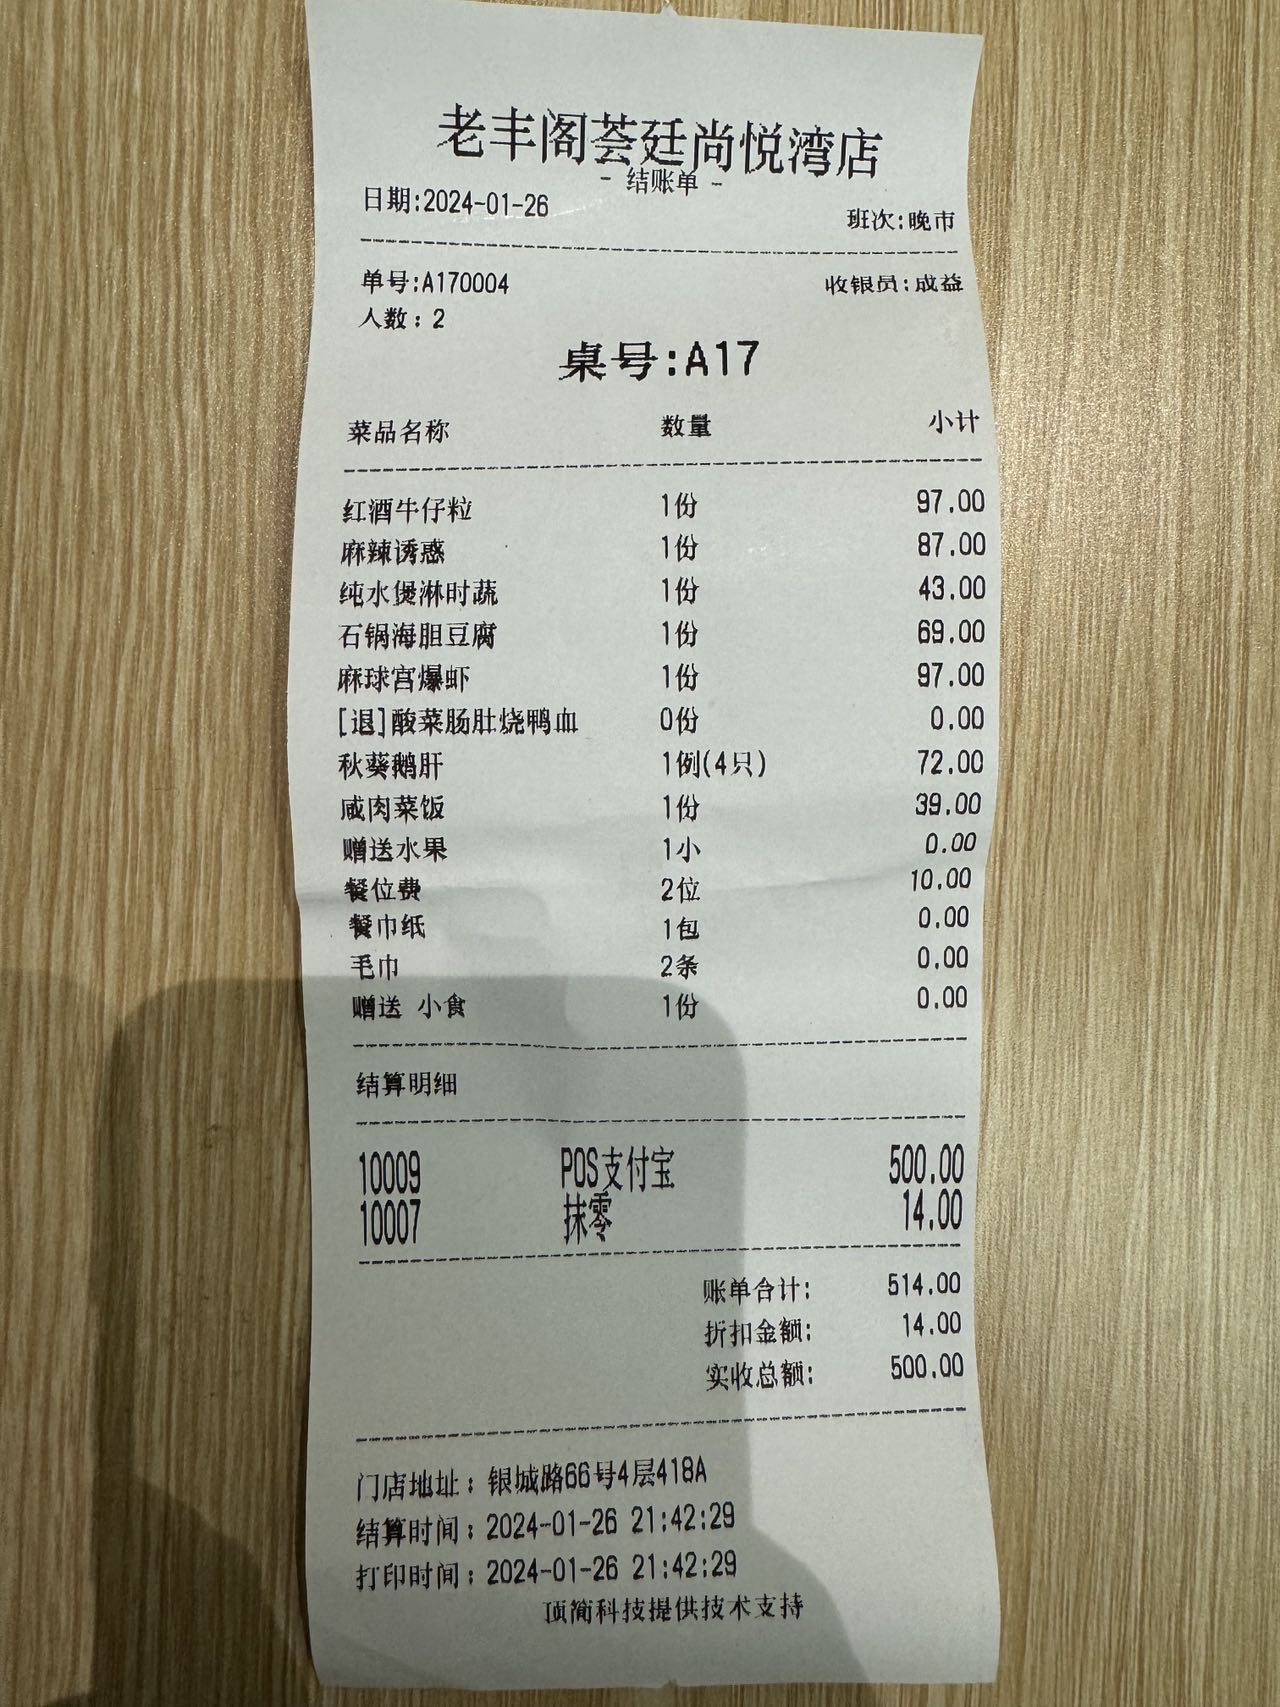 老丰阁荟廷尚悦湾店
- 结账单 -
日期:2024-01-26 班次:晚市
单号:A170004 收银员:成益
人数: 2
桌号:A17
菜品名称 数量 小计
红酒牛仔粒 1份 97.00
麻辣诱惑 1份 87.00
纯水煲淋时蔬 1份 43.00
石锅海胆豆腐 1份 69.00
麻球宫爆虾 1份 97.00
[退]酸菜肠肚烧鸭血 0份 0.00
秋葵鹅肝 1例(4只) 72.00
咸肉菜饭 1份 39.00
赠送水果 1小 0.00
餐位费 2位 10.00
餐巾纸 1包 0.00
毛巾 2条 0.00
赠送 小食 1份 0.00
结算明细
10009 POS支付宝 500.00
10007 抹零 14.00
账单合计: 514.00
折扣金额: 14.00
实收总额: 500.00
门店地址: 银城路66号4层418A
结算时间: 2024-01-26 21:42:29
打印时间: 2024-01-26 21:42:29
顶简科技提供技术支持